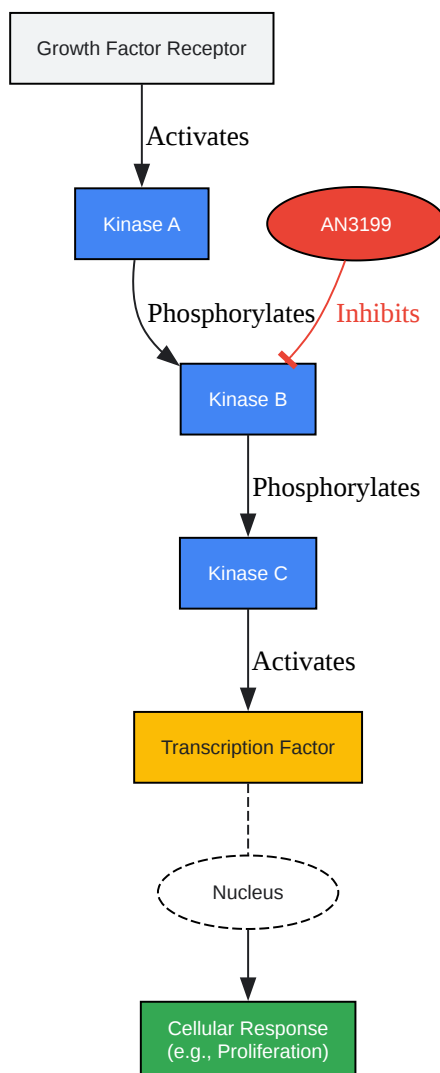 Growth Factor Receptor
Activates
Kinase A
AN3199
Phosphorylates
Inhibits
Kinase B
Phosphorylates
Kinase C
Activates
Transcription Factor
Nucleus
Cellular Response
(e.g., Proliferation)